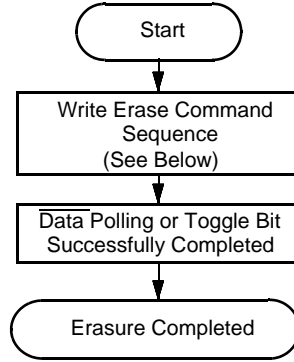 Start
Write Erase Command
Sequence
(See Below)
Data Polling or Toggle Bit
Successfully Completed
Erasure Completed